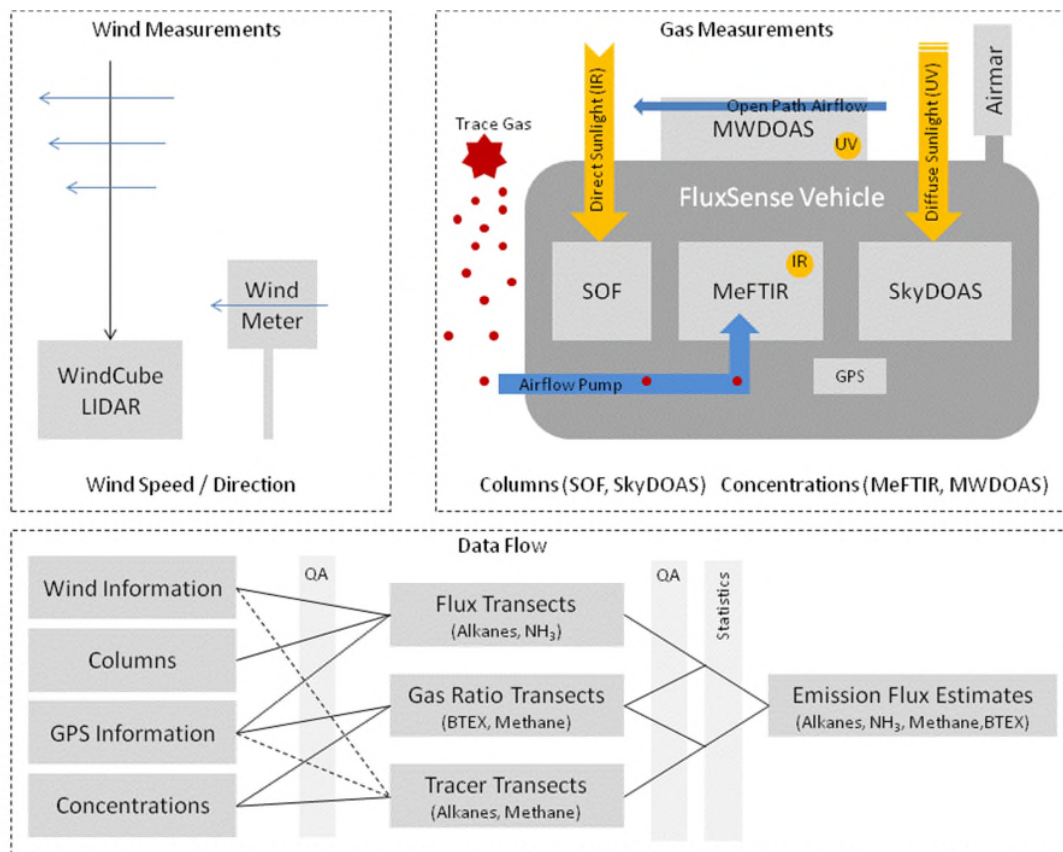 Wind Measurements
Wind
Meter
WindCube
LIDAR
Wind Speed / Direction
Gas Measurements
Trace Gas
Direct Sunlight (IR)
Open Path Airflow
MWDOAS
UV
Diffuse Sunlight (UV)
Airmar
FluxSense Vehicle
SOF
MeFTIR
IR
SkyDOAS
GPS
Airflow Pump
Columns (SOF, SkyDOAS) Concentrations (MeFTIR, MWDOAS)
Data Flow
Wind Information
Columns
GPS Information
Concentrations
QA
Flux Transects
(Alkanes, NH₃)
Gas Ratio Transects
(BTEX, Methane)
Tracer Transects
(Alkanes, Methane)
QA
Statistics
Emission Flux Estimates
(Alkanes, NH₃, Methane,BTEX)